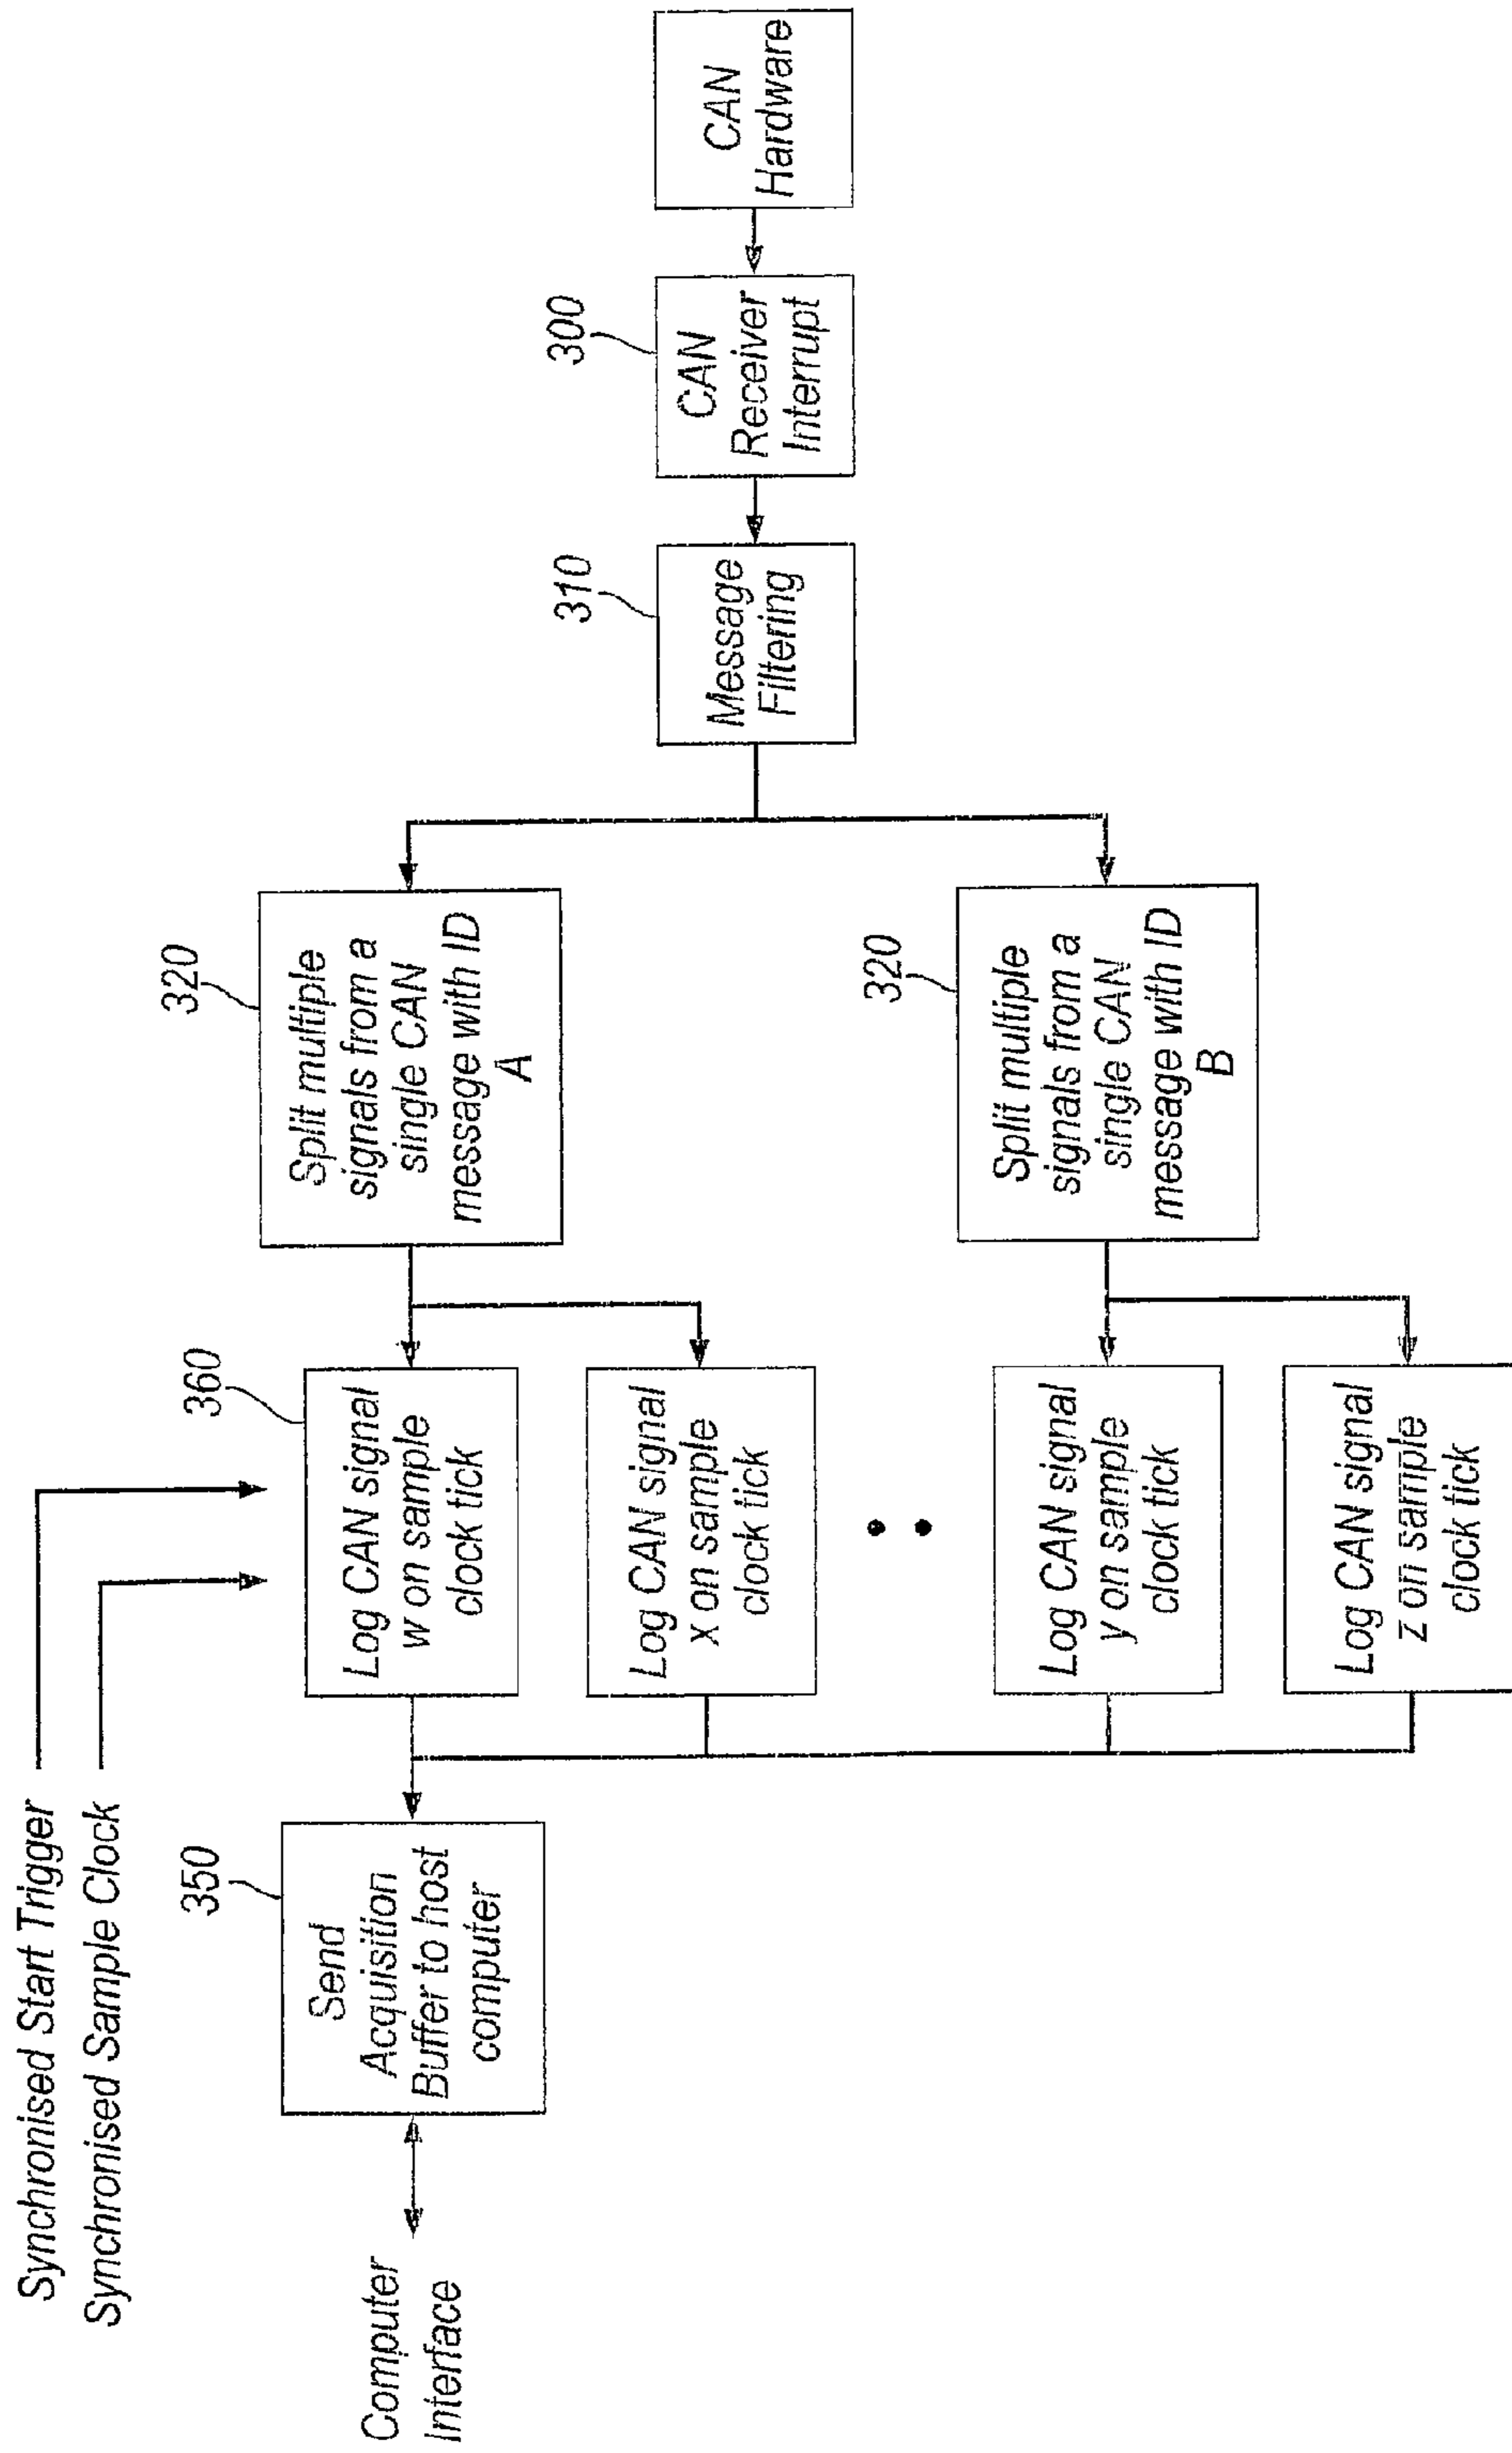 Synchronised Start Trigger
Synchronised Sample Clock
Computer
Interface
350
Send
Acquisition
Buffer to host
computer
360
Log CAN signal
w on sample
clock tick
Log CAN signal
x on sample
clock tick
Log CAN signal
y on sample
clock tick
Log CAN signal
z on sample
clock tick
320
Split multiple
signals from a
single CAN
message with ID
A
320
Split multiple
signals from a
single CAN
message with ID
B
310
Message
Filtering
300
CAN
Receiver
Interrupt
CAN
Hardware